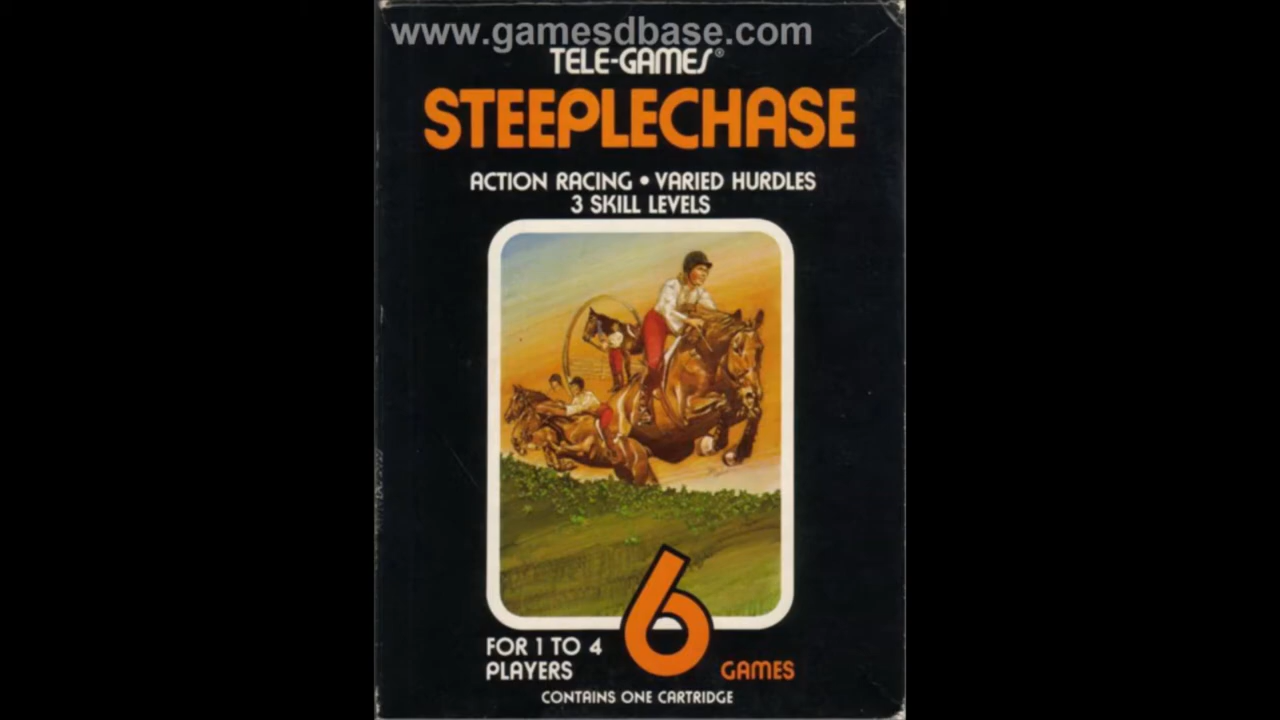 www.gamesdbase.com
TELE-GAMES®
STEEPLECHASE
ACTION RACING • VARIED HURDLES
3 SKILL LEVELS
FOR 1 TO 4
PLAYERS
6
GAMES
CONTAINS ONE CARTRIDGE